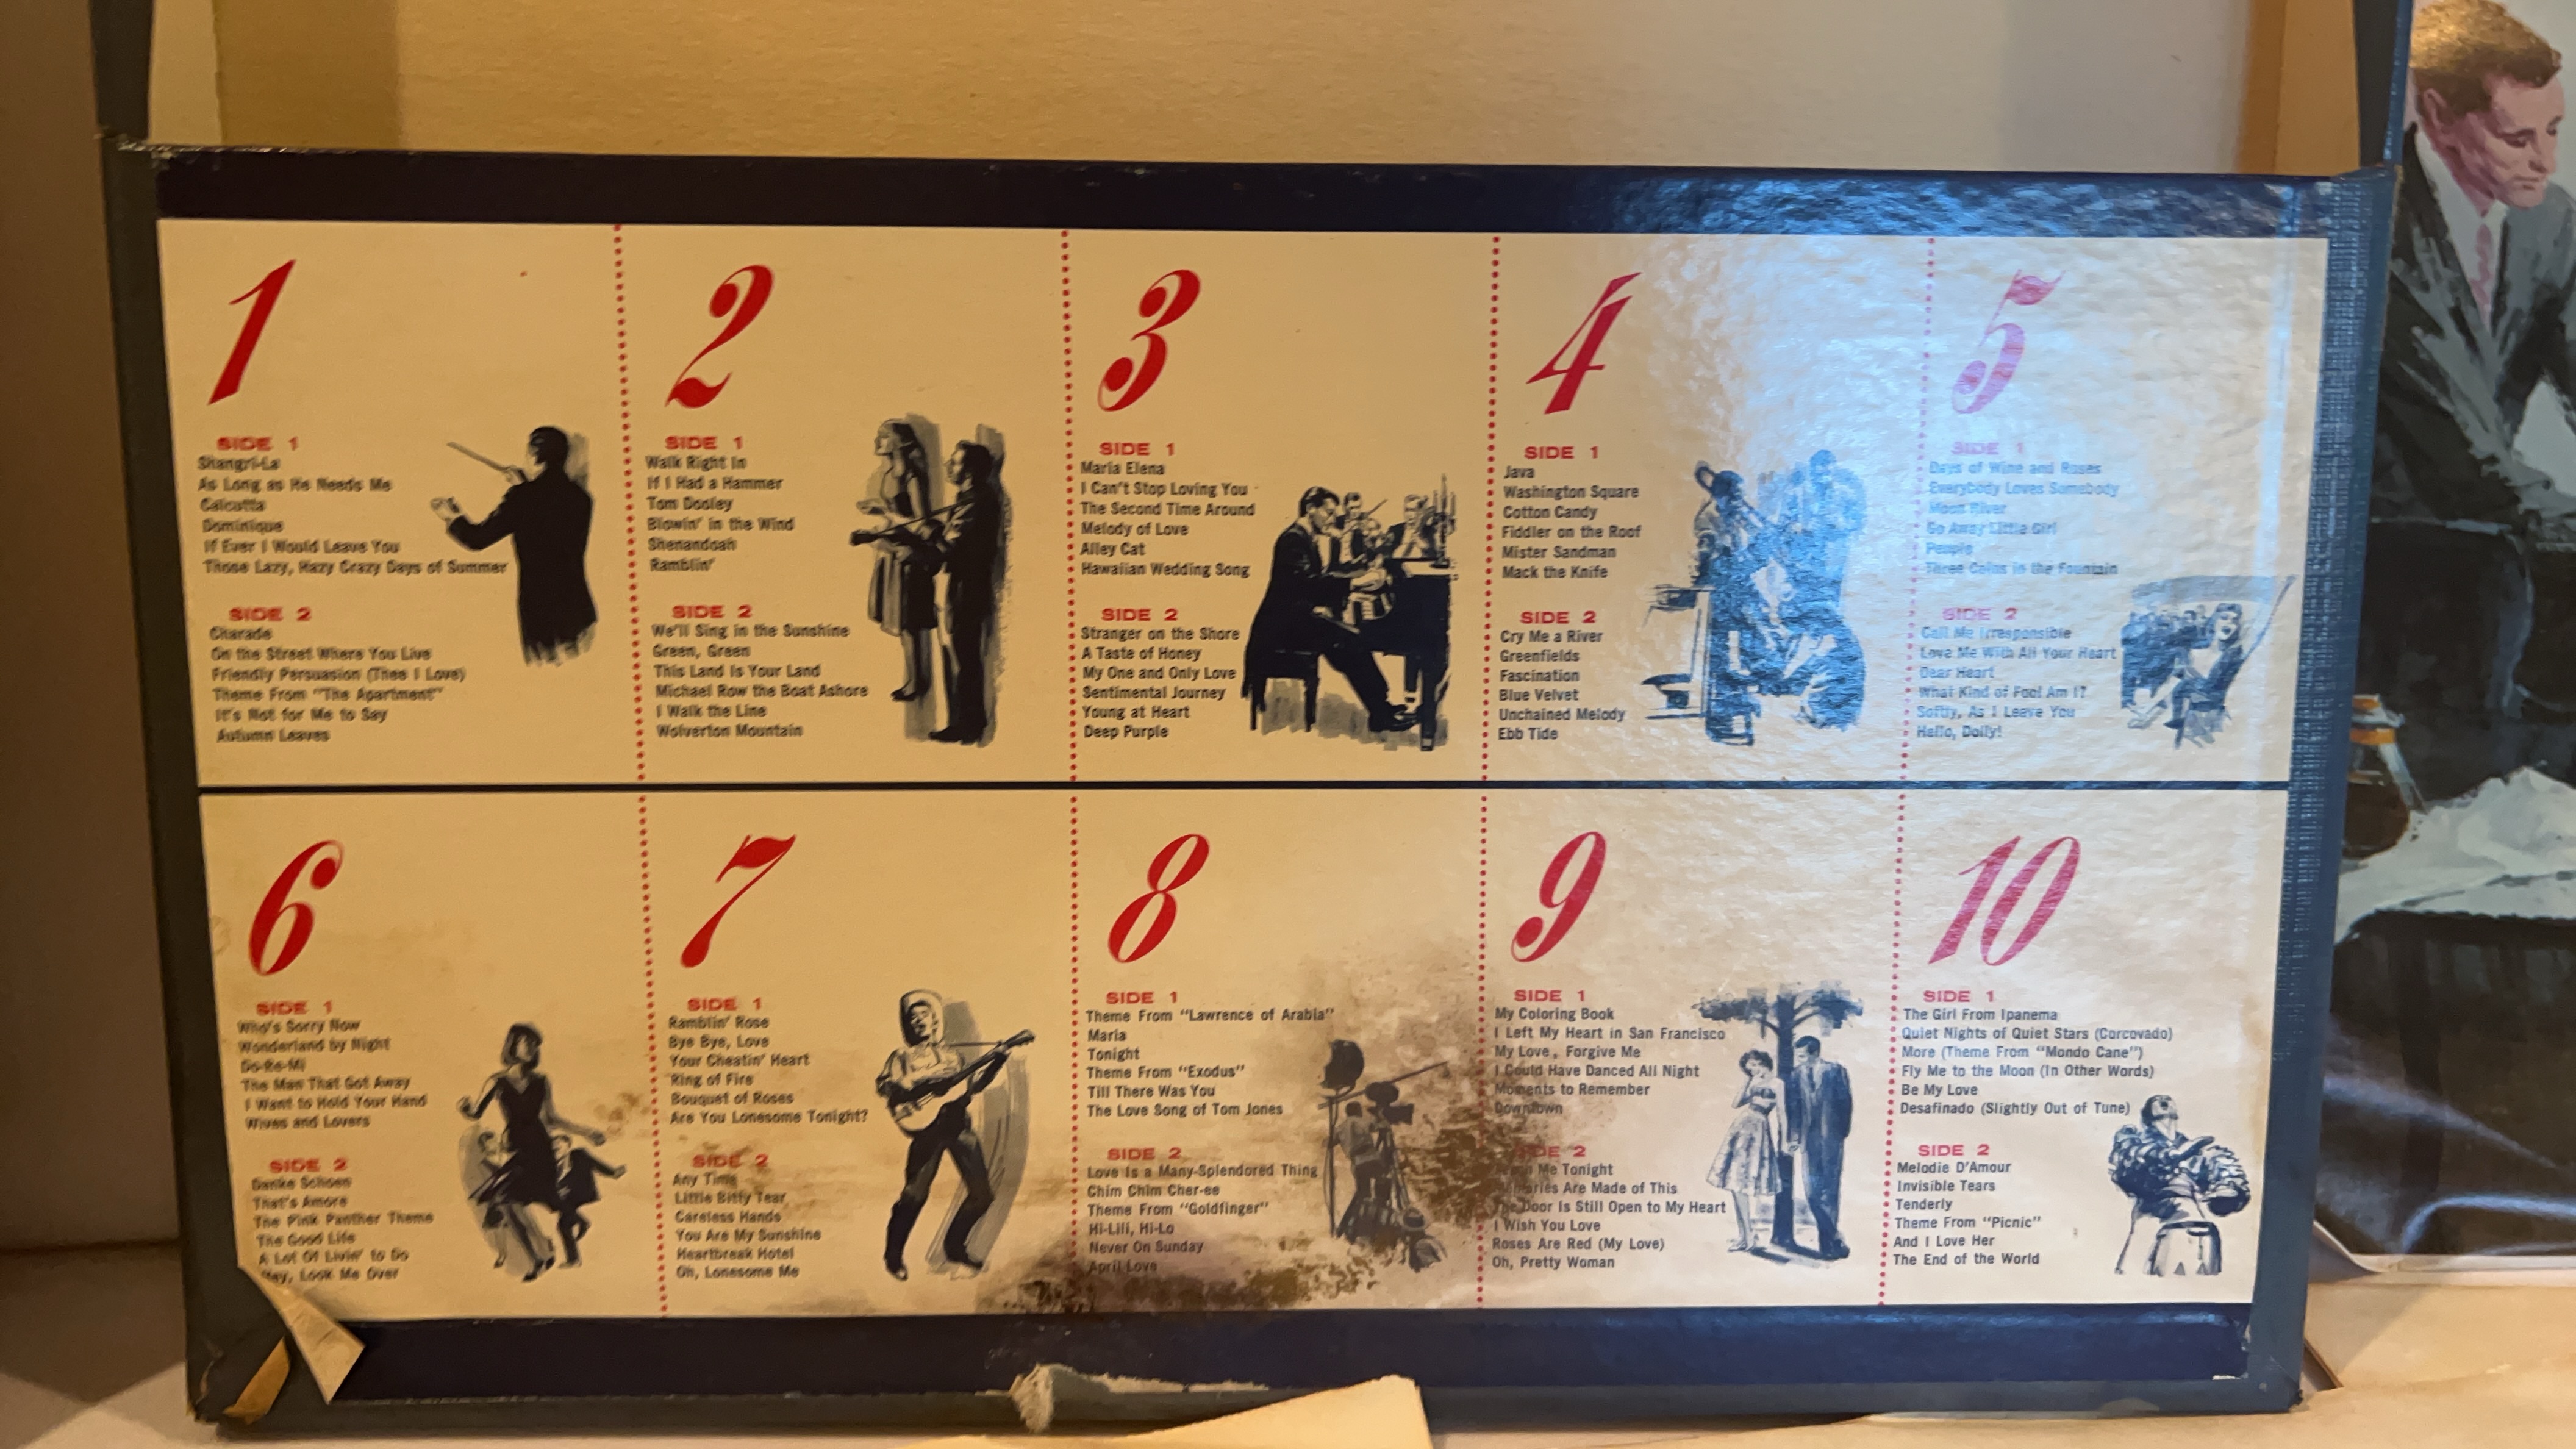 1
SIDE 1
Shangri-La
As Long as He Needs Me
Calcutta
Dominique
If Ever I Would Leave You
Those Lazy, Hazy Crazy Days of Summer
SIDE 2
Charade
On the Street Where You Live
Friendly Persuasion (Thee I Love)
Theme From "The Apartment"
It's Not for Me to Say
Autumn Leaves
2
SIDE 1
Walk Right In
If I Had a Hammer
Tom Dooley
Blowin' in the Wind
Shenandoah
Ramblin'
SIDE 2
We'll Sing in the Sunshine
Green, Green
This Land Is Your Land
Michael Row the Boat Ashore
I Walk the Line
Wolverton Mountain
3
SIDE 1
Maria Elena
I Can't Stop Loving You
The Second Time Around
Melody of Love
Alley Cat
Hawaiian Wedding Song
SIDE 2
Stranger on the Shore
A Taste of Honey
My One and Only Love
Sentimental Journey
Young at Heart
Deep Purple
4
SIDE 1
Java
Washington Square
Cotton Candy
Fiddler on the Roof
Mister Sandman
Mack the Knife
SIDE 2
Cry Me a River
Greenfields
Fascination
Blue Velvet
Unchained Melody
Ebb Tide
5
SIDE 1
Days of Wine and Roses
Everybody Loves Somebody
Moon River
Go Away Little Girl
People
Three Coins in the Fountain
SIDE 2
Call Me Irresponsible
Love Me With All Your Heart
Dear Heart
What Kind of Fool Am I?
Softly, As I Leave You
Hello, Dolly!
6
SIDE 1
Who's Sorry Now
Wonderland by Night
Do-Re-Mi
The Man That Got Away
I Want to Hold Your Hand
Wives and Lovers
SIDE 2
Danke Schoen
That's Amore
The Pink Panther Theme
The Good Life
A Lot Of Livin' to Do
Hey, Look Me Over
7
SIDE 1
Ramblin' Rose
Bye Bye, Love
Your Cheatin' Heart
Ring of Fire
Bouquet of Roses
Are You Lonesome Tonight?
SIDE 2
Any Time
Little Bitty Tear
Careless Hands
You Are My Sunshine
Heartbreak Hotel
Oh, Lonesome Me
8
SIDE 1
Theme From "Lawrence of Arabia"
Maria
Tonight
Theme From "Exodus"
Till There Was You
The Love Song of Tom Jones
SIDE 2
Love Is a Many-Splendored Thing
Chim Chim Cher-ee
Theme From "Goldfinger"
Hi-Lili, Hi-Lo
Never On Sunday
April Love
9
SIDE 1
My Coloring Book
I Left My Heart in San Francisco
My Love, Forgive Me
I Could Have Danced All Night
Moments to Remember
Downtown
SIDE 2
Me Tonight
Memories Are Made of This
The Door Is Still Open to My Heart
I Wish You Love
Roses Are Red (My Love)
Oh, Pretty Woman
10
SIDE 1
The Girl From Ipanema
Quiet Nights of Quiet Stars (Corcovado)
More (Theme From "Mondo Cane")
Fly Me to the Moon (In Other Words)
Be My Love
Desafinado (Slightly Out of Tune)
SIDE 2
Melodie D'Amour
Invisible Tears
Tenderly
Theme From "Picnic"
And I Love Her
The End of the World